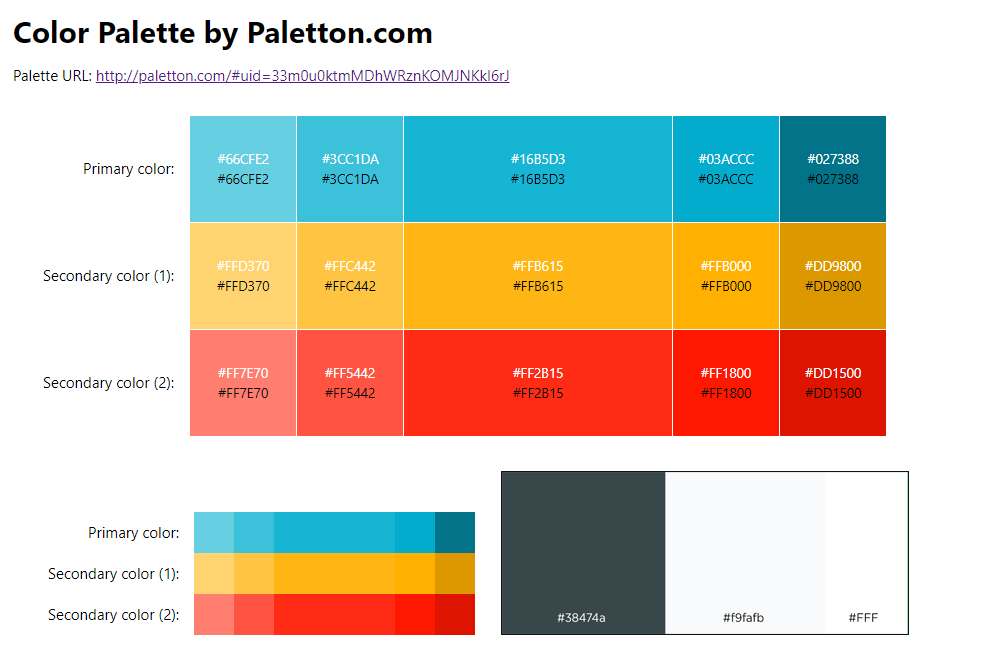 Color Palette by Paletton.com
Palette URL: http://paletton.com/#uid=33m0u0ktmMDhWRznKOMJNKkI6rJ
Primary color:
#66CFE2 #3CC1DA #16B5D3 #03ACCC #027388
#66CFE2 #3CC1DA #16B5D3 #03ACCC #027388
Secondary color (1):
#FFD370 #FFC442 #FFB615 #FFB000 #DD9800
#FFD370 #FFC442 #FFB615 #FFB000 #DD9800
Secondary color (2):
#FF7E70 #FF5442 #FF2B15 #FF1800 #DD1500
#FF7E70 #FF5442 #FF2B15 #FF1800 #DD1500
Primary color:
Secondary color (1):
Secondary color (2):
#38474a #f9fafb #FFF